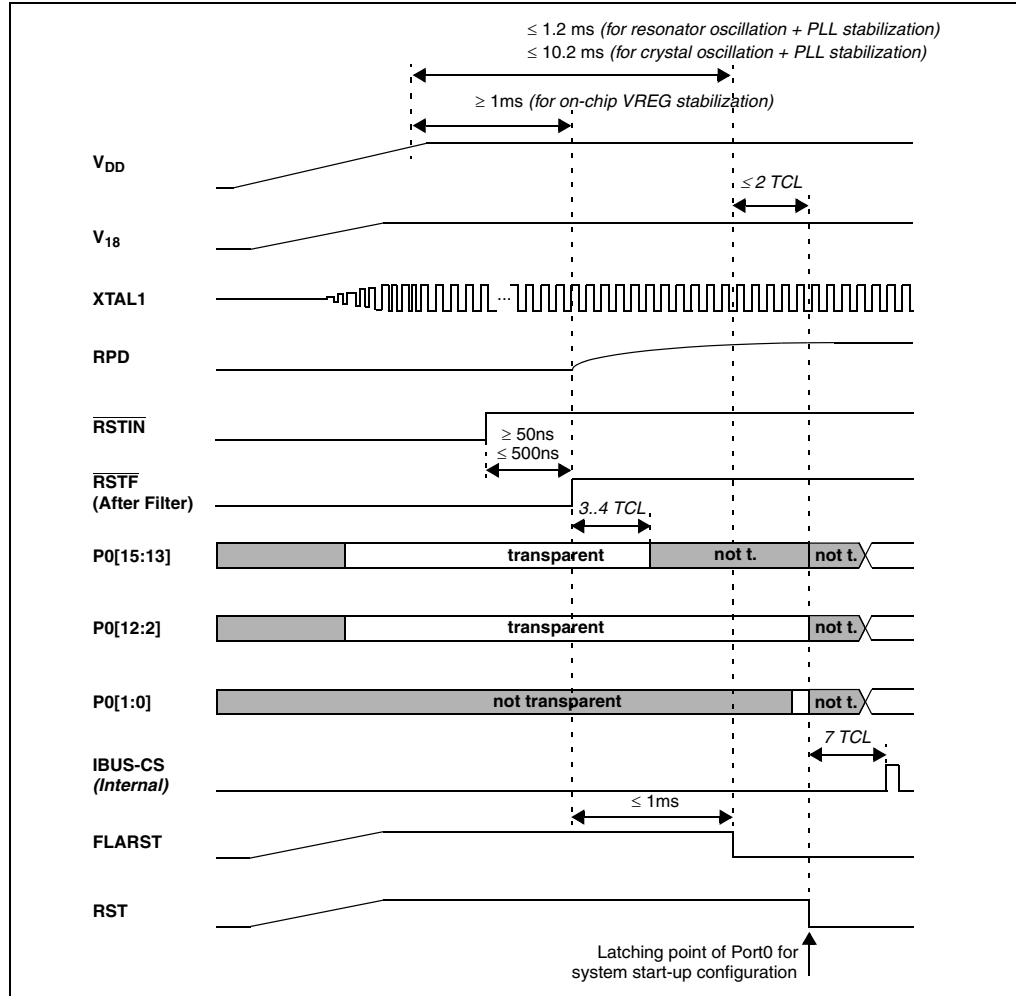 ≤ 1.2 ms (for resonator oscillation + PLL stabilization)
≤ 10.2 ms (for crystal oscillation + PLL stabilization)
≥ 1ms (for on-chip VREG stabilization)
VDD
≤ 2 TCL
V18
XTAL1
...
RPD
RSTIN
≥ 50ns
≤ 500ns
RSTF
(After Filter)
3..4 TCL
P0[15:13]
transparent
not t.
not t.
P0[12:2]
transparent
not t.
P0[1:0]
not transparent
not t.
7 TCL
IBUS-CS
(Internal)
≤ 1ms
FLARST
RST
Latching point of Port0 for
system start-up configuration